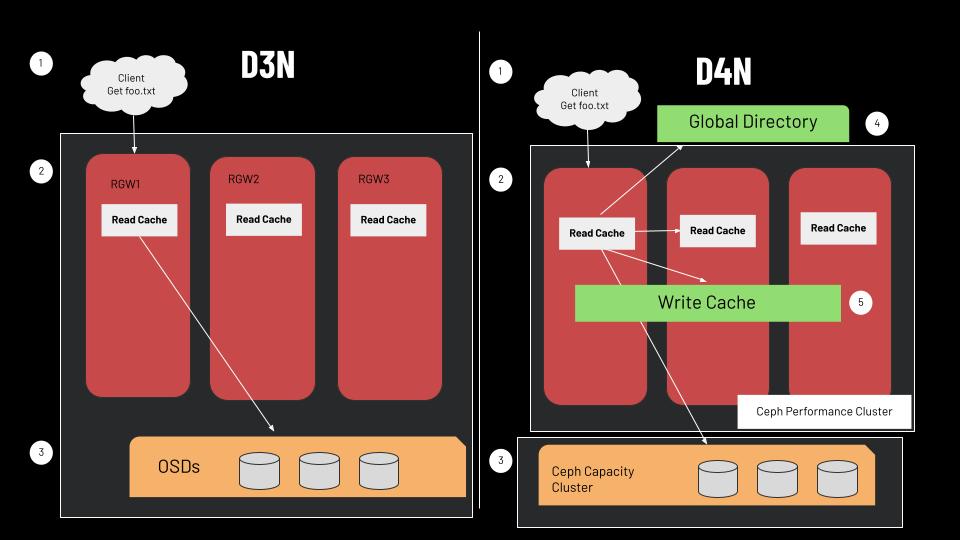 D3N
1
Client
Get foo.txt
2
RGW1
RGW2
RGW3
Read Cache
Read Cache
Read Cache
3
OSDs
D4N
1
Client
Get foo.txt
Global Directory
4
2
Read Cache
Read Cache
Read Cache
Write Cache
5
Ceph Performance Cluster
3
Ceph Capacity
Cluster